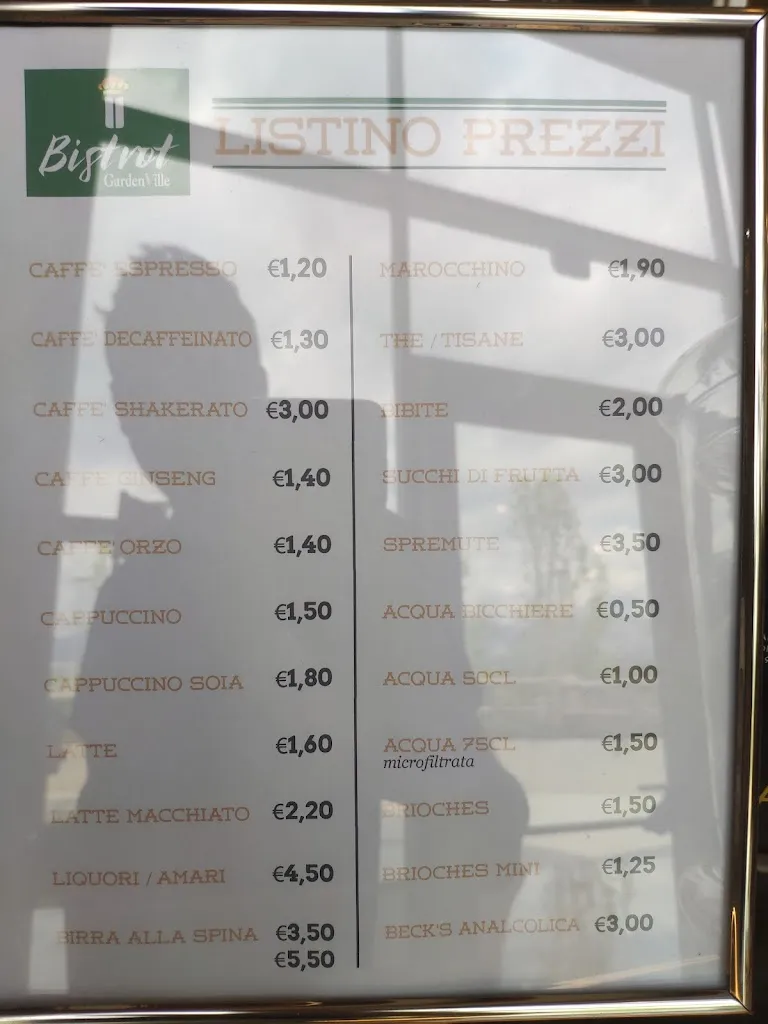 Bistrot
GardenVille
LISTINO PREZZI
CAFFE' ESPRESSO €1,20
CAFFE' DECAFFEINATO €1,30
CAFFE' SHAKERATO €3,00
CAFFE' GINSENG €1,40
CAFFE' ORZO €1,40
CAPPUCCINO €1,50
CAPPUCCINO SOIA €1,80
LATTE €1,60
LATTE MACCHIATO €2,20
LIQUORI / AMARI €4,50
BIRRA ALLA SPINA €3,50
€5,50
MAROCCHINO €1,90
THE / TISANE €3,00
BIBITE €2,00
SUCCHI DI FRUTTA €3,00
SPREMUTE €3,50
ACQUA BICCHIERE €0,50
ACQUA 50CL €1,00
ACQUA 75CL €1,50
microfiltrata
BRIOCHES €1,50
BRIOCHES MINI €1,25
BECK'S ANALCOLICA €3,00